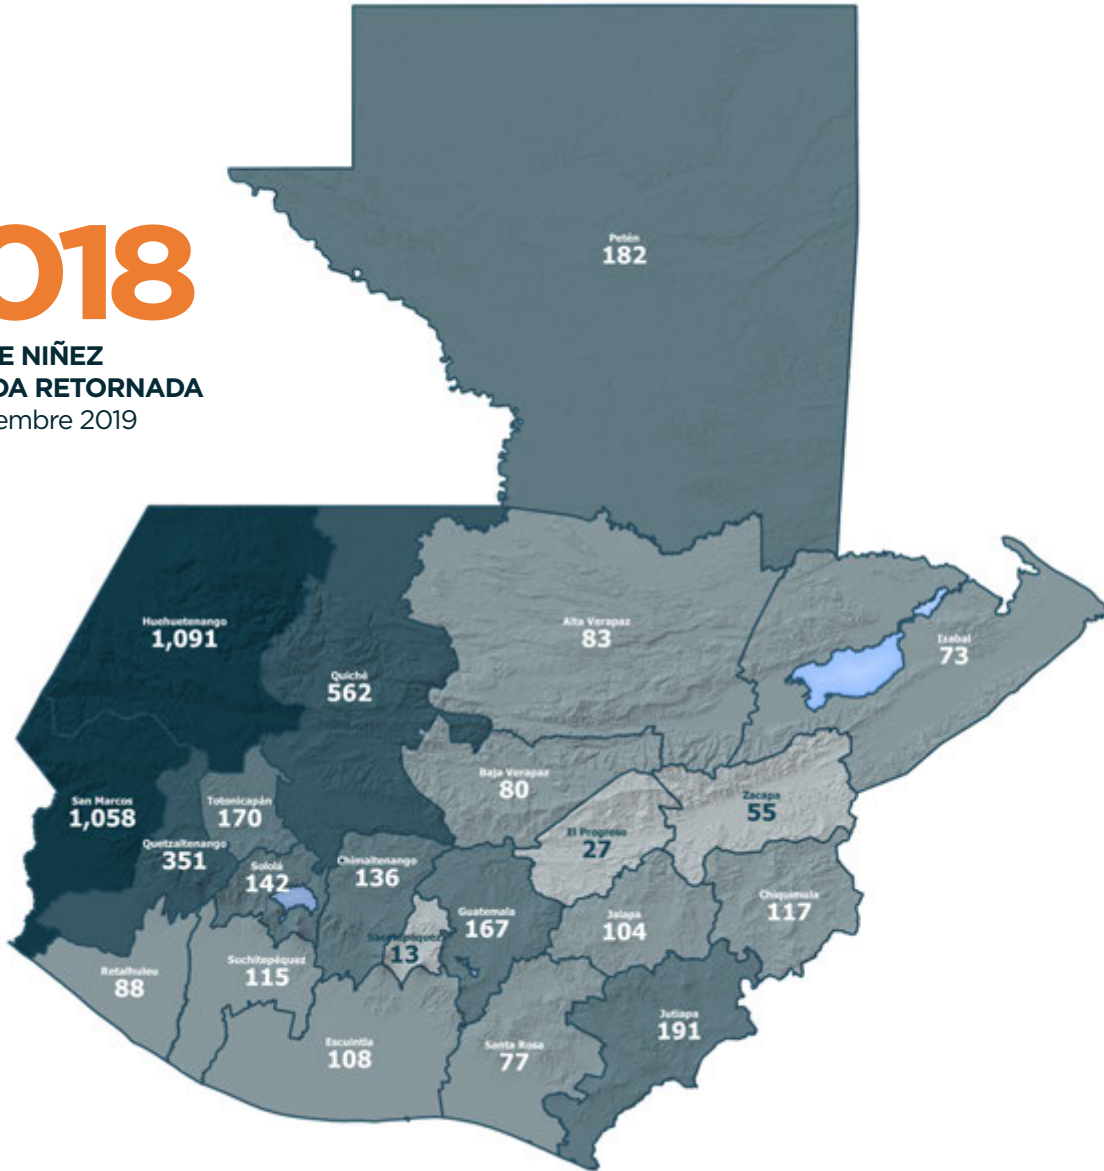 018
E NIÑEZ
DA RETORNADA
embre 2019
Petén
182
Huehuetenango
1,091
Quiché
562
Alta Verapaz
83
Izabal
73
San Marcos
1,058
Totonicapán
170
Quetzaltenango
351
Baja Verapaz
80
Zacapa
55
El Progreso
27
Sololá
142
Chimaltenango
136
Guatemala
167
Jalapa
104
Chiquimula
117
Sacatepéquez
13
Retalhuleu
88
Suchitepéquez
115
Escuintla
108
Santa Rosa
77
Jutiapa
191